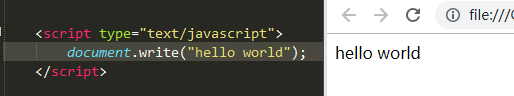 <script type="text/javascript">
document.write("hello world");
</script>
file:///
hello world